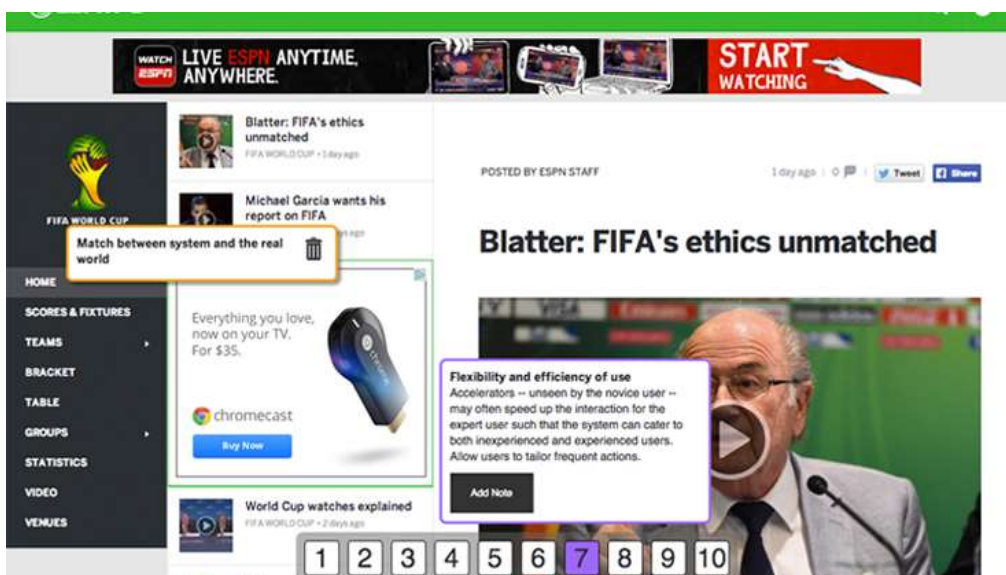 WATCH
ESPN
LIVE ESPN ANYTIME,
ANYWHERE.
START
WATCHING
FIFA WORLD CUP
HOME
SCORES & FIXTURES
TEAMS
BRACKET
TABLE
GROUPS
STATISTICS
VIDEO
VENUES
Blatter: FIFA's ethics
unmatched
FIFA WORLD CUP • 1 day ago
Michael Garcia wants his
report on FIFA
ago
Match between system and the real
world
Everything you love,
now on your TV.
For $35.
chrome
chromecast
Buy Now
World Cup watches explained
FIFA WORLD CUP • 2 days ago
POSTED BY ESPN STAFF
1 day ago
0
Tweet
Share
Blatter: FIFA's ethics unmatched
VISA
Emirates
Flexibility and efficiency of use
Accelerators -- unseen by the novice user --
may often speed up the interaction for the
expert user such that the system can cater to
both inexperienced and experienced users.
Allow users to tailor frequent actions.
Add Note
1 2 3 4 5 6 7 8 9 10